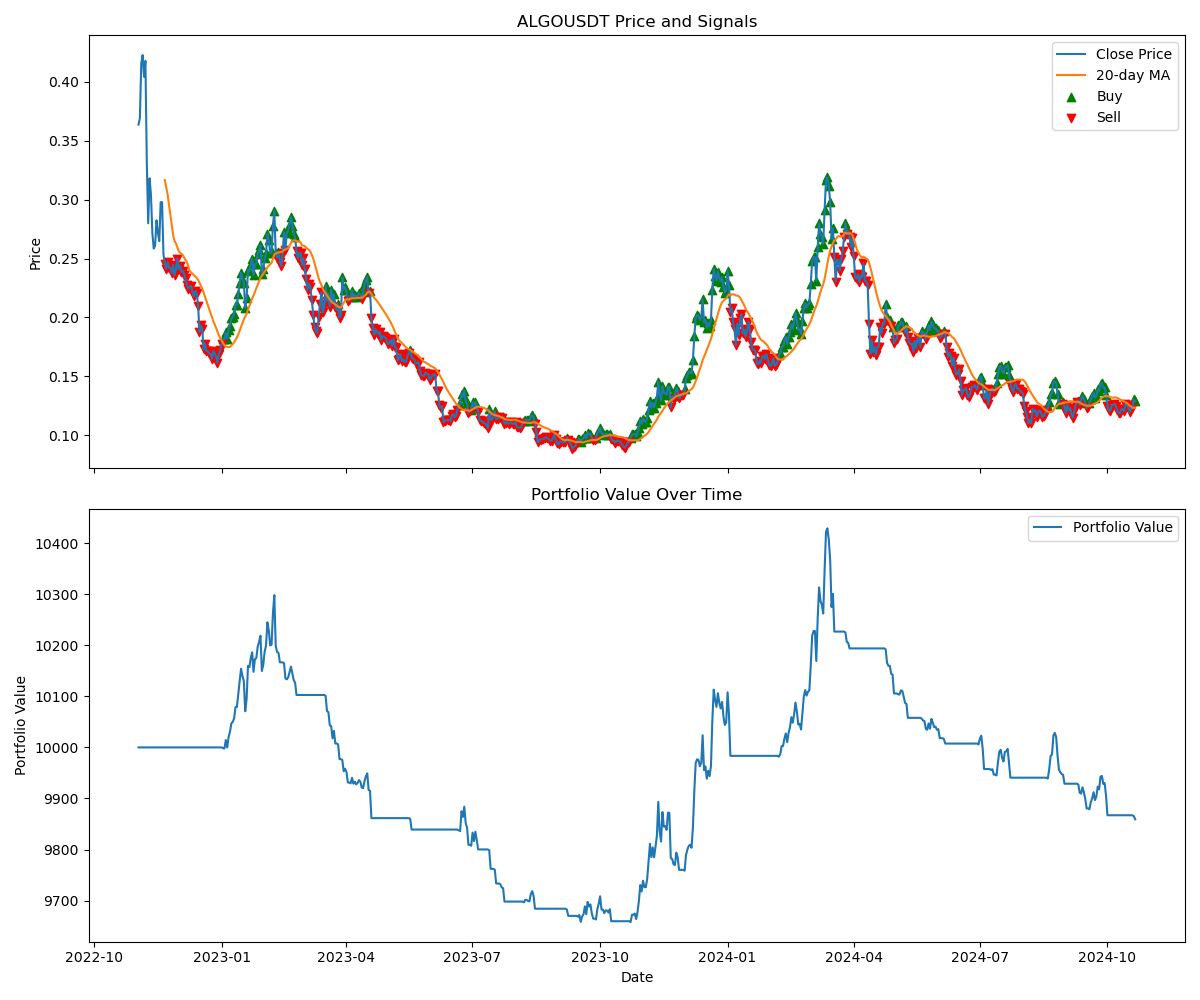 ALGOUSDT Price and Signals
Price
0.40
0.35
0.30
0.25
0.20
0.15
0.10
Close Price
20-day MA
Buy
Sell
Portfolio Value Over Time
Portfolio Value
10400
10300
10200
10100
10000
9900
9800
9700
Portfolio Value
2022-10
2023-01
2023-04
2023-07
2023-10
2024-01
2024-04
2024-07
2024-10
Date